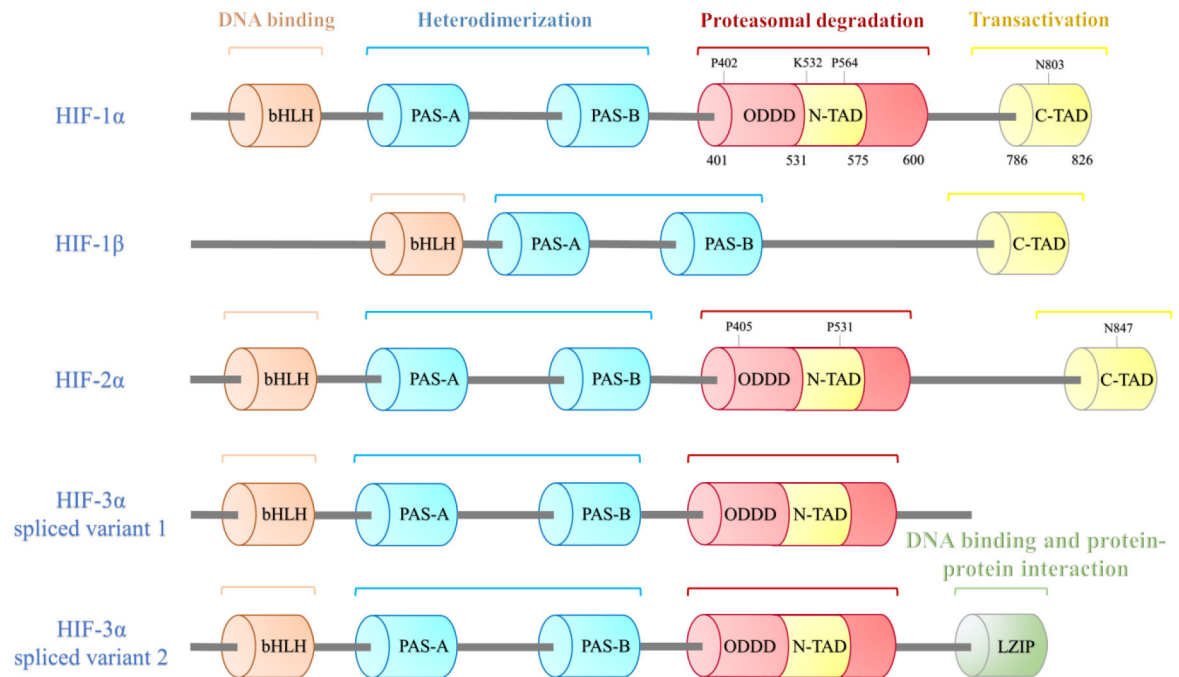 DNA binding
Heterodimerization
Proteasomal degradation
Transactivation
P402
K532
P564
N803
HIF-1α
bHLH
PAS-A
PAS-B
ODDD
N-TAD
C-TAD
401
531
575
600
786
826
HIF-1β
bHLH
PAS-A
PAS-B
C-TAD
P405
P531
N847
HIF-2α
bHLH
PAS-A
PAS-B
ODDD
N-TAD
C-TAD
HIF-3α
spliced variant 1
bHLH
PAS-A
PAS-B
ODDD
N-TAD
DNA binding and protein-
protein interaction
HIF-3α
spliced variant 2
bHLH
PAS-A
PAS-B
ODDD
N-TAD
LZIP